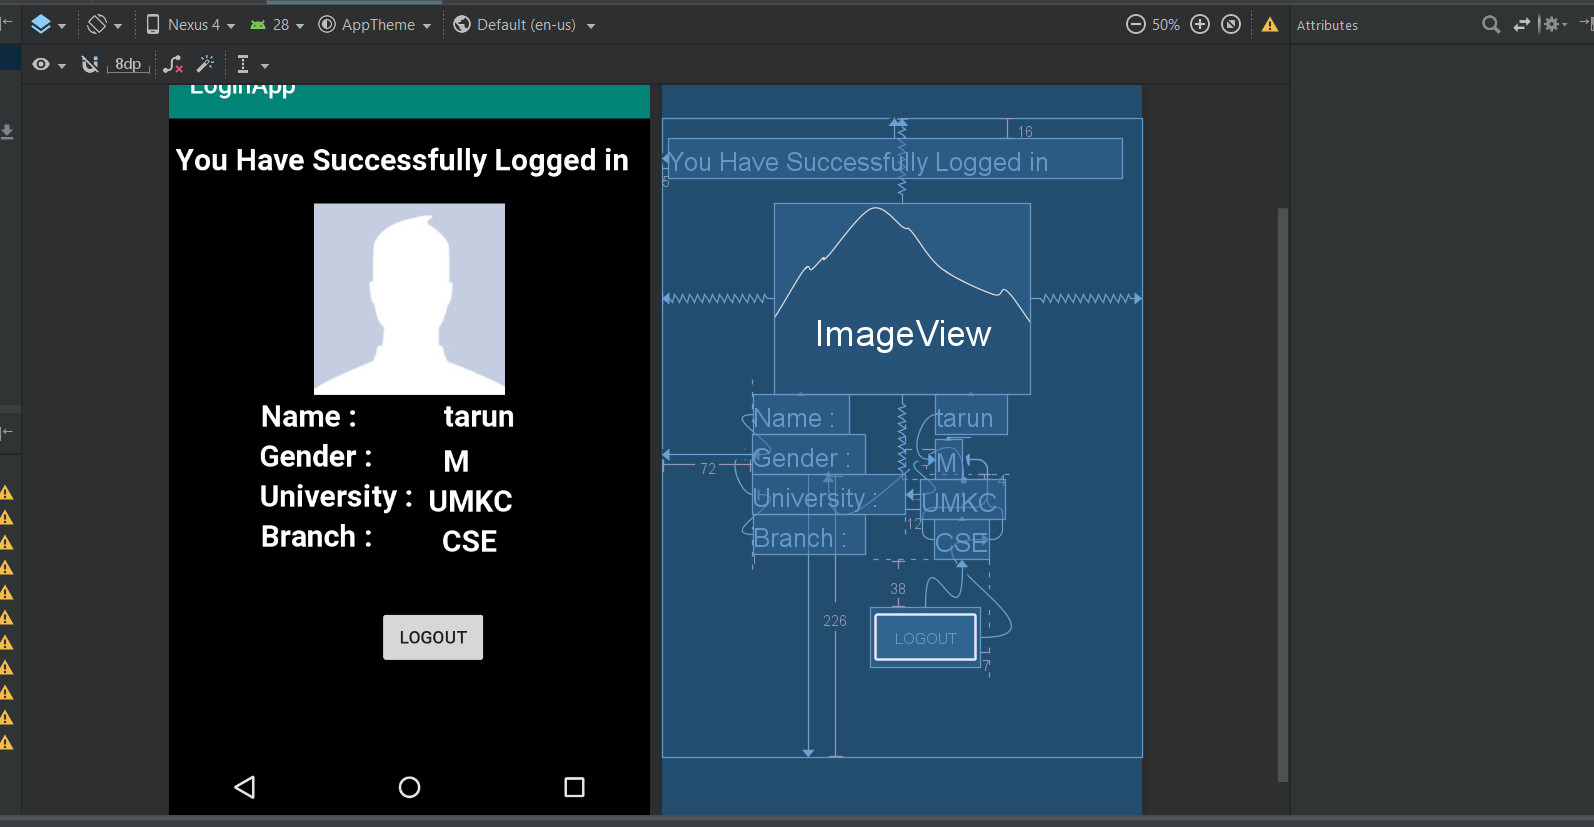 Nexus 4 28 AppTheme Default (en-us) 50% Attributes
8dp
LoginApp
You Have Successfully Logged in
Name : tarun
Gender : M
University : UMKC
Branch : CSE
LOGOUT
16
You Have Successfully Logged in
5
ImageView
Name : tarun
Gender : M
72
4
University : UMKC
12
Branch : CSE
38
226
LOGOUT
7